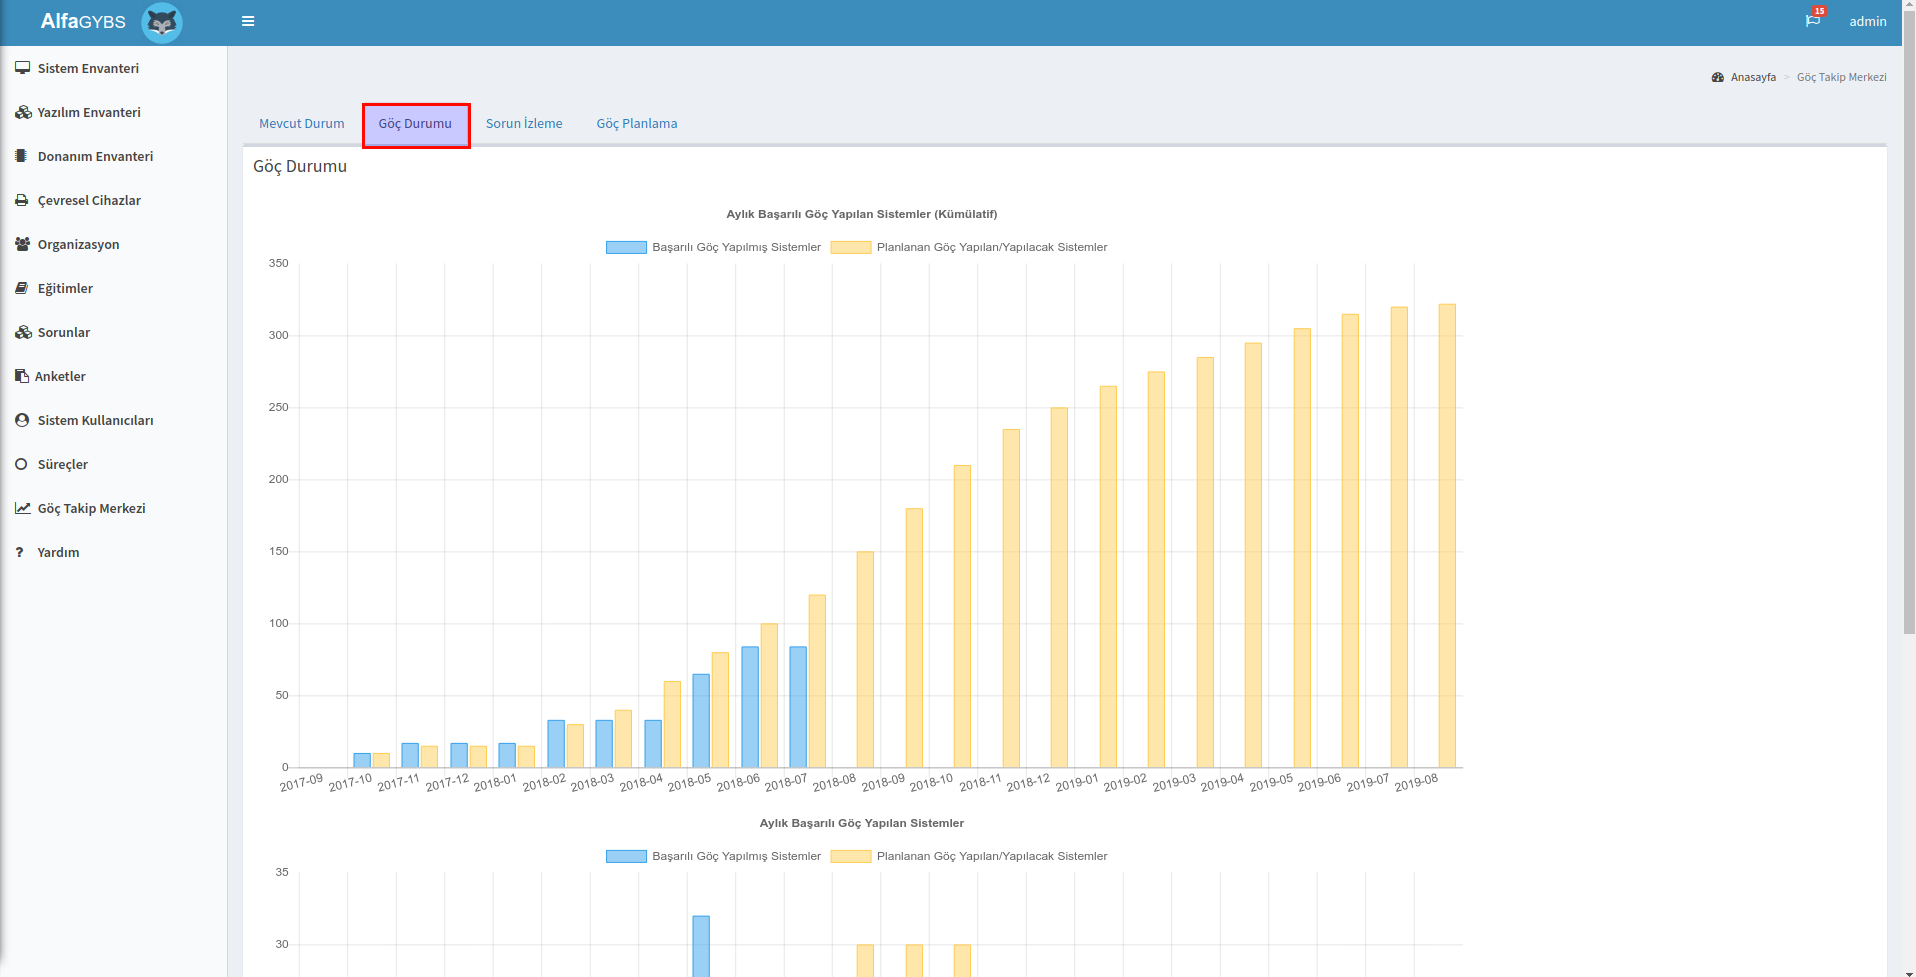 AlfaGYBS
15
admin
Sistem Envanteri
Yazılım Envanteri
Donanım Envanteri
Çevresel Cihazlar
Organizasyon
Eğitimler
Sorunlar
Anketler
Sistem Kullanıcıları
Süreçler
Göç Takip Merkezi
? Yardım
Anasayfa > Göç Takip Merkezi
Mevcut Durum Göç Durumu Sorun İzleme Göç Planlama
Göç Durumu
Aylık Başarılı Göç Yapılan Sistemler (Kümülatif)
Başarılı Göç Yapılmış Sistemler Planlanan Göç Yapılan/Yapılacak Sistemler
350
300
250
200
150
100
50
0
2017-09 2017-10 2017-11 2017-12 2018-01 2018-02 2018-03 2018-04 2018-05 2018-06 2018-07 2018-08 2018-09 2018-10 2018-11 2018-12 2019-01 2019-02 2019-03 2019-04 2019-05 2019-06 2019-07 2019-08
Aylık Başarılı Göç Yapılan Sistemler
Başarılı Göç Yapılmış Sistemler Planlanan Göç Yapılan/Yapılacak Sistemler
35
30